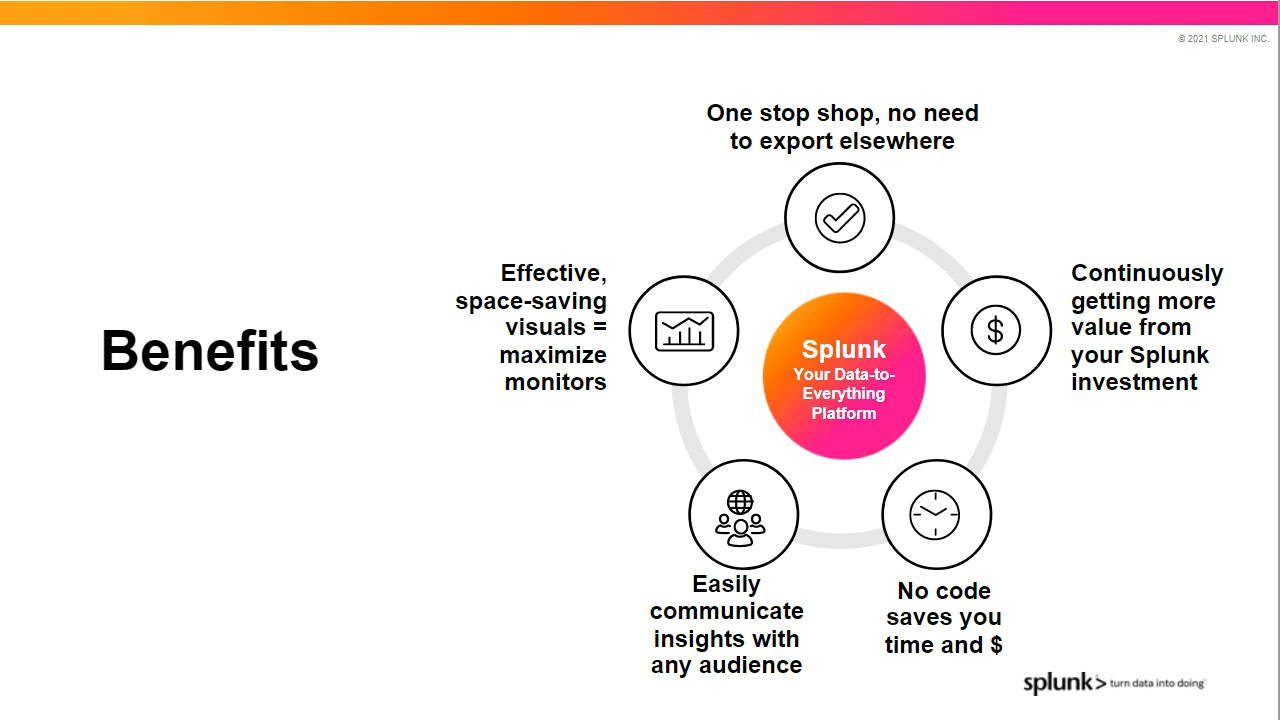 © 2021 SPLUNK INC.
One stop shop, no need
to export elsewhere
Effective,
space-saving
visuals =
maximize
monitors
Continuously
getting more
value from
your Splunk
investment
Benefits
Splunk
Your Data-to-
Everything
Platform
$
Easily
communicate
insights with
any audience
No code
saves you
time and $
splunk> turn data into doing®